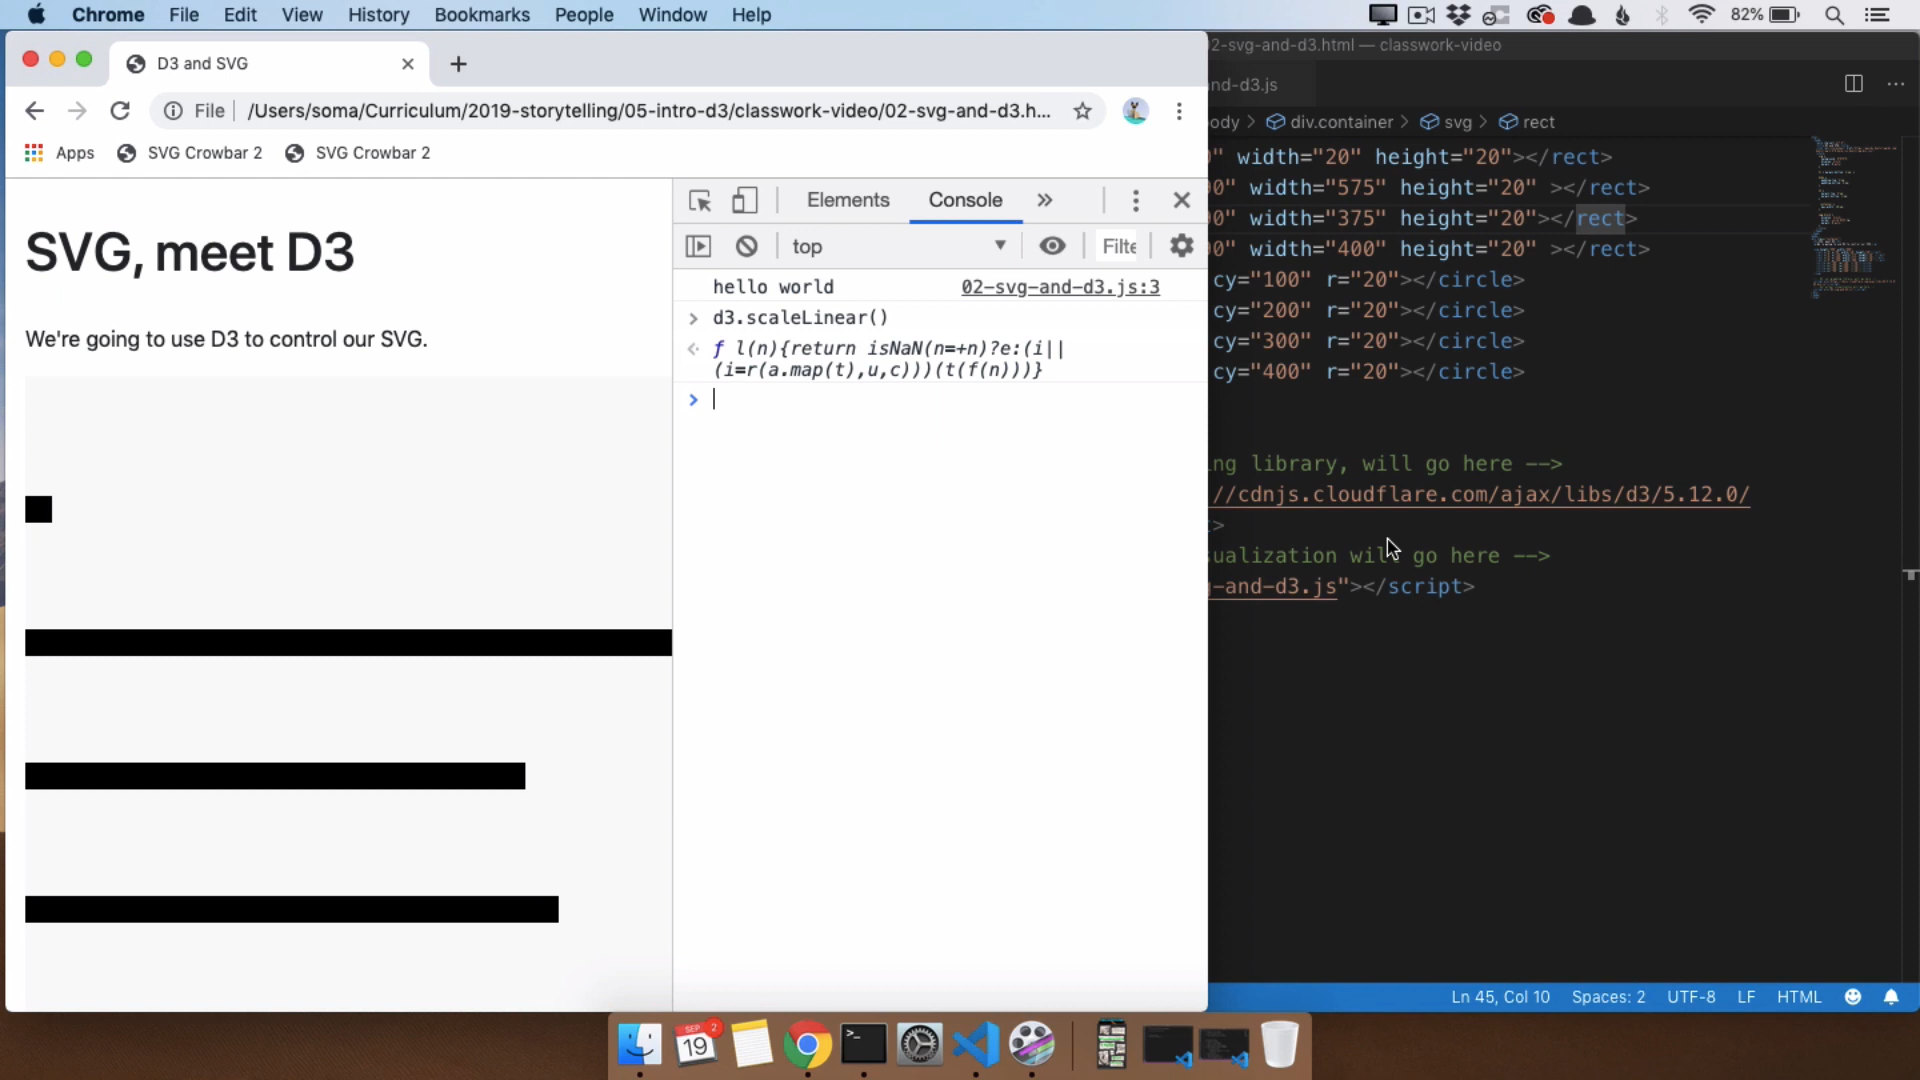 Chrome File Edit View History Bookmarks People Window Help 82%
D3 and SVG
File /Users/soma/Curriculum/2019-storytelling/05-intro-d3/classwork-video/02-svg-and-d3.h...
Apps SVG Crowbar 2 SVG Crowbar 2
SVG, meet D3
We're going to use D3 to control our SVG.
Elements Console »
top Filte
hello world 02-svg-and-d3.js:3
> d3.scaleLinear()
f l(n){return isNaN(n=+n)?e:(i||
(i=r(a.map(t),u,c)))(t(f(n)))}
>
2-svg-and-d3.html — classwork-video
nd-d3.js
ody > div.container > svg > rect
0" width="20" height="20"></rect>
00" width="575" height="20" ></rect>
00" width="375" height="20"></rect>
00" width="400" height="20" ></rect>
cy="100" r="20"></circle>
cy="200" r="20"></circle>
cy="300" r="20"></circle>
cy="400" r="20"></circle>
ng library, will go here -->
//cdnjs.cloudflare.com/ajax/libs/d3/5.12.0/
>
sualization will go here -->
g-and-d3.js"></script>
Ln 45, Col 10 Spaces: 2 UTF-8 LF HTML
SEP 2
19